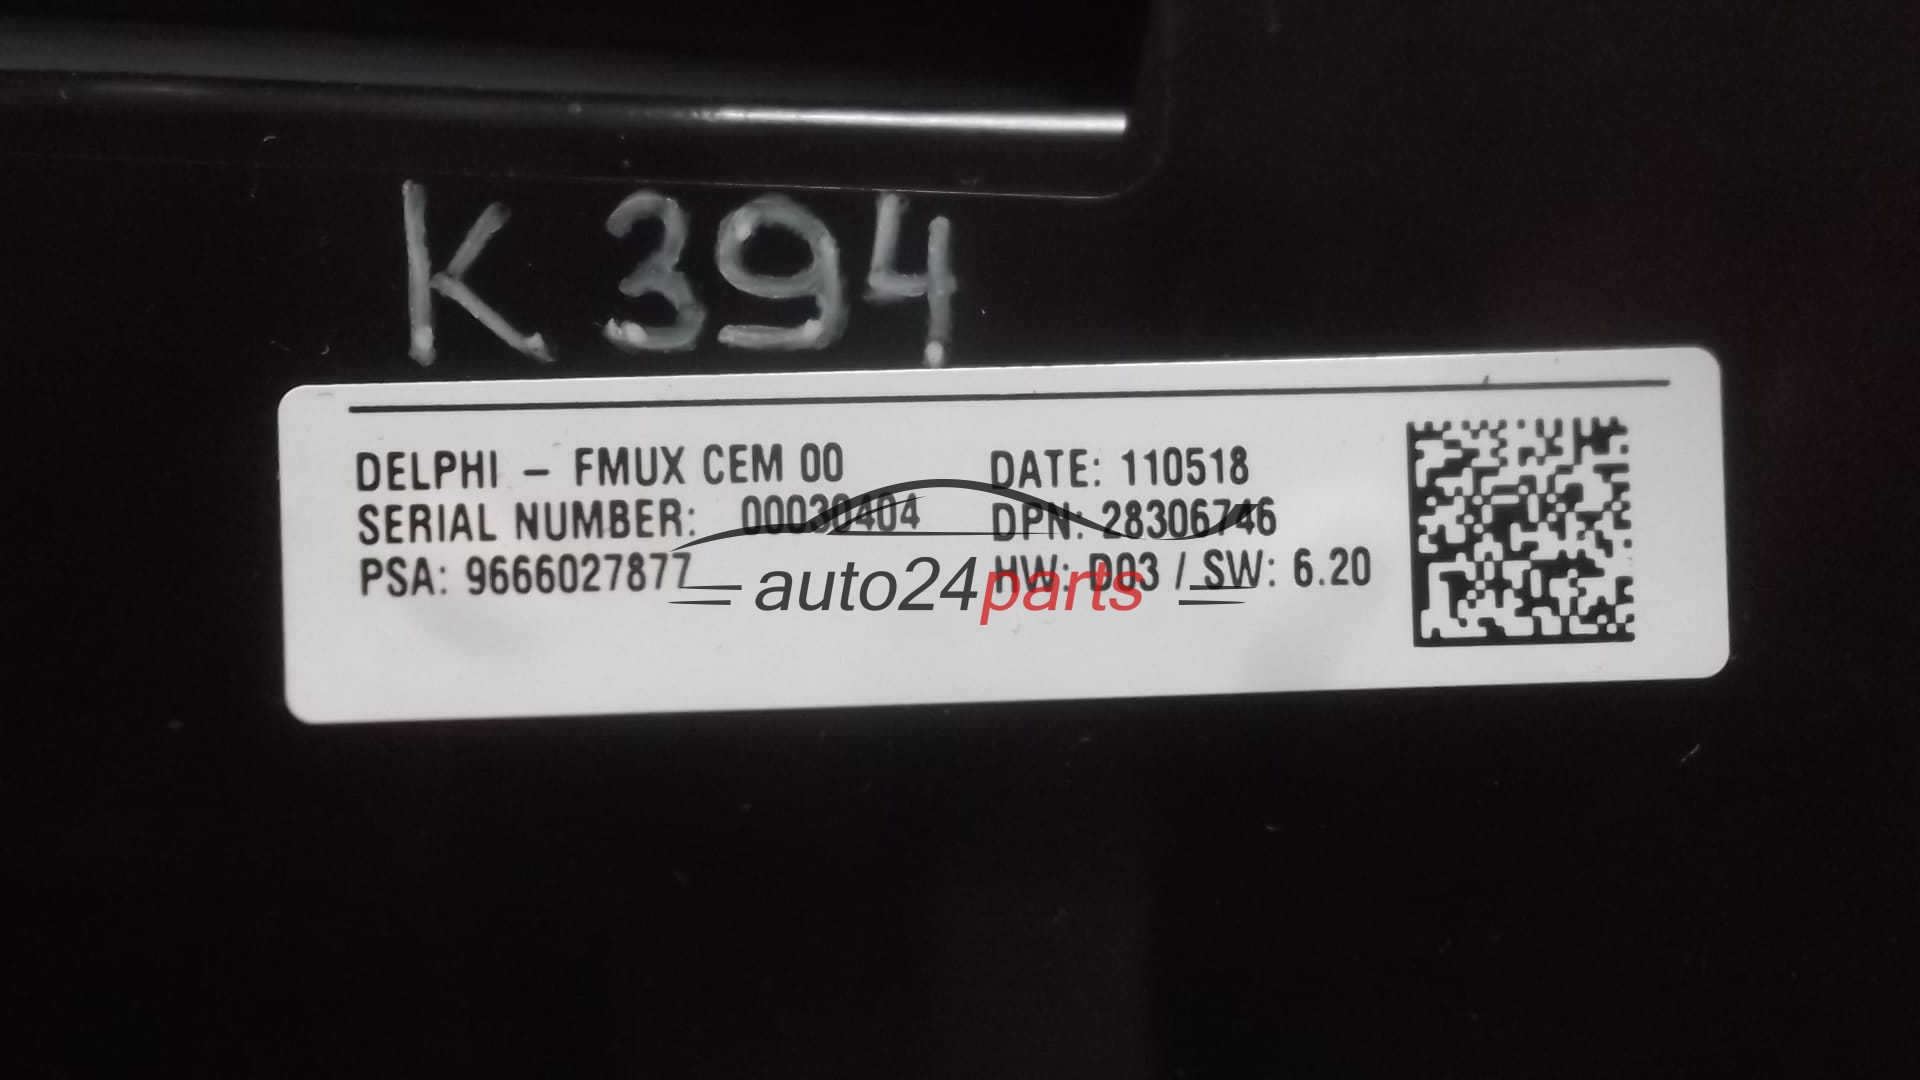 K394
DELPHI – FMUX CEM 00 DATE: 110518
SERIAL NUMBER: 00030404 DPN: 28306746
PSA: 9666027877 HW: D03 / SW: 6.20
auto24parts